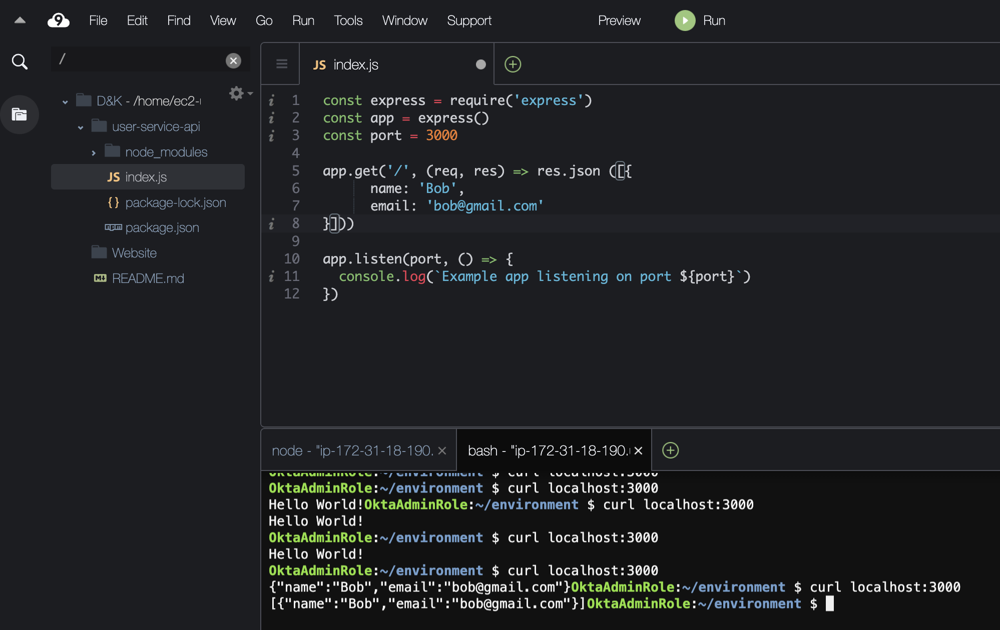 9 File Edit Find View Go Run Tools Window Support Preview Run
/
JS index.js
D&K - /home/ec2-
user-service-api
node_modules
JS index.js
{} package-lock.json
npm package.json
Website
M↓ README.md
i 1 const express = require('express')
i 2 const app = express()
i 3 const port = 3000
4
5 app.get('/', (req, res) => res.json ([{
6 name: 'Bob',
7 email: 'bob@gmail.com'
i 8 }]))
9
10 app.listen(port, () => {
i 11 console.log(`Example app listening on port ${port}`)
12 })
node - "ip-172-31-18-190. × bash - "ip-172-31-18-190. ×
OktaAdminRole:~/environment $ curl localhost:3000
OktaAdminRole:~/environment $ curl localhost:3000
Hello World!OktaAdminRole:~/environment $ curl localhost:3000
Hello World!
OktaAdminRole:~/environment $ curl localhost:3000
Hello World!
OktaAdminRole:~/environment $ curl localhost:3000
{"name":"Bob","email":"bob@gmail.com"}OktaAdminRole:~/environment $ curl localhost:3000
[{"name":"Bob","email":"bob@gmail.com"}]OktaAdminRole:~/environment $